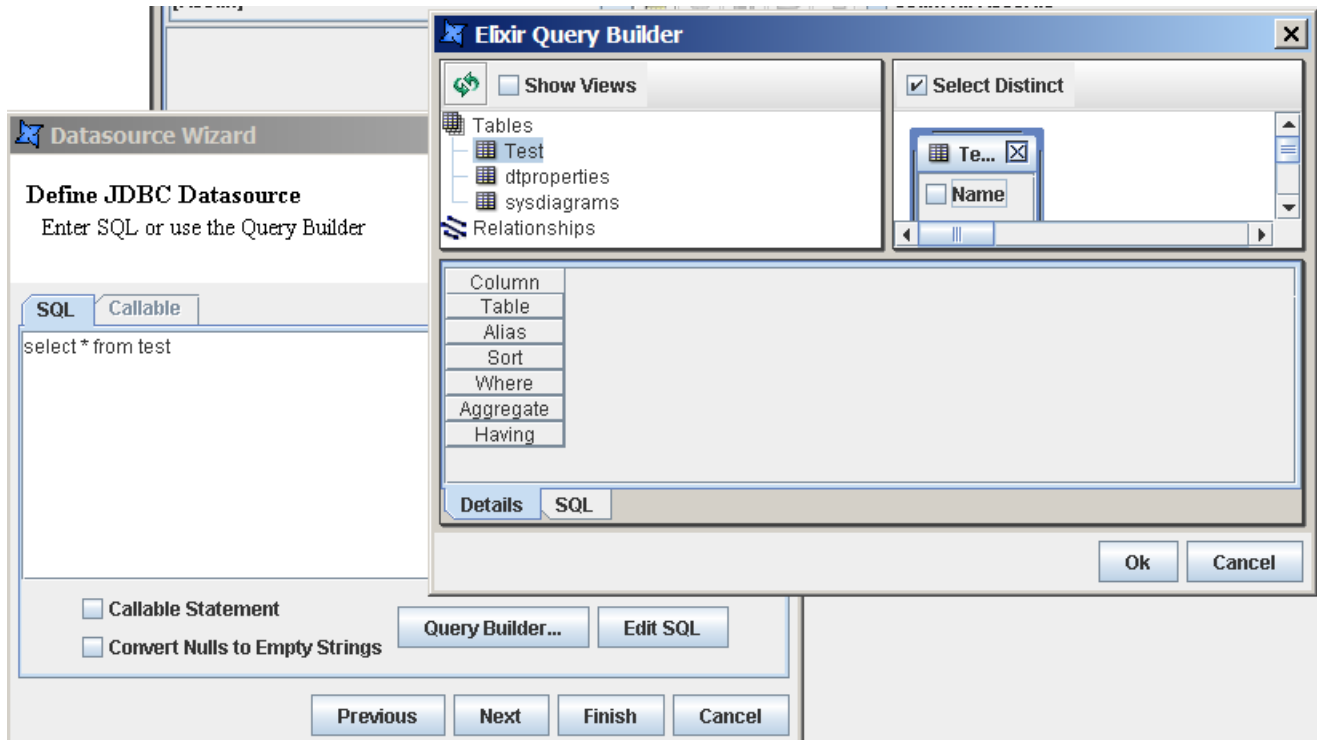 Elixir Query Builder
Show Views
Select Distinct
Tables
Test
dtproperties
sysdiagrams
Relationships
Te...
Name
Column
Table
Alias
Sort
Where
Aggregate
Having
Details SQL
Ok Cancel
Datasource Wizard
Define JDBC Datasource
Enter SQL or use the Query Builder
SQL Callable
select * from test
Callable Statement
Convert Nulls to Empty Strings
Query Builder... Edit SQL
Previous Next Finish Cancel